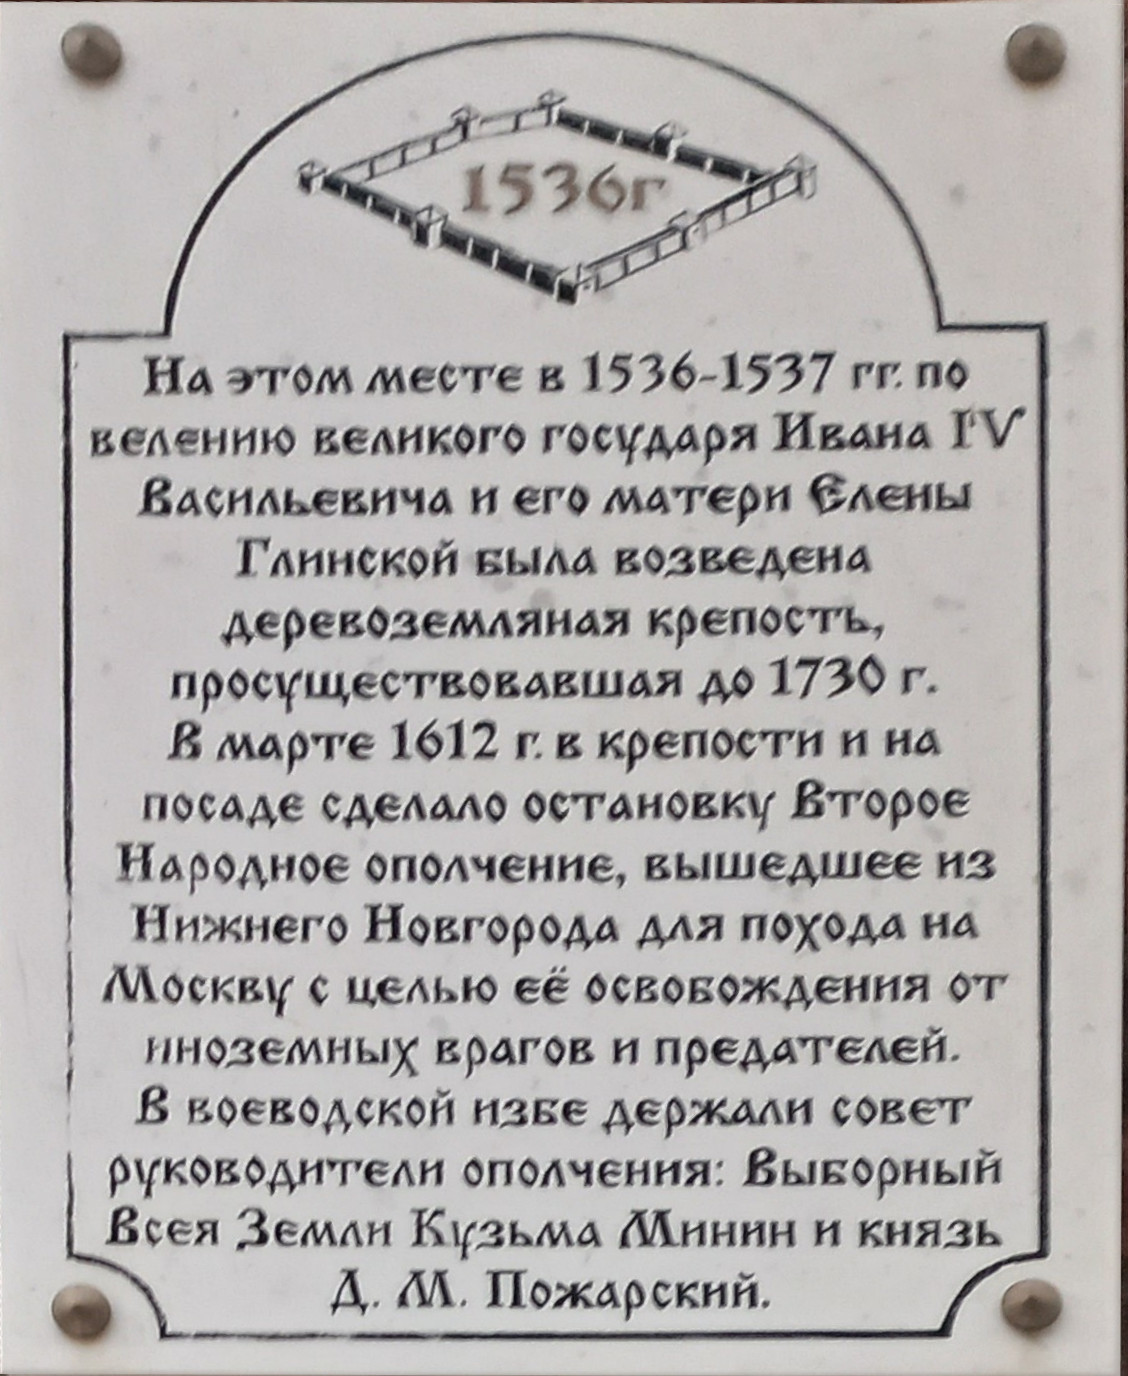 1536г
На этом месте в 1536-1537 гг. по
велению великого государя Ивана IV
Васильевича и его матери Елены
Глинской была возведена
деревоземляная крепость,
просуществовавшая до 1730 г.
В марте 1612 г. в крепости и на
посаде сделало остановку Второе
Народное ополчение, вышедшее из
Нижнего Новгорода для похода на
Москву с целью её освобождения от
иноземных врагов и предателей.
В воеводской избе держали совет
руководители ополчения: Выборный
Всея Земли Кузьма Минин и князь
Д. М. Пожарский.